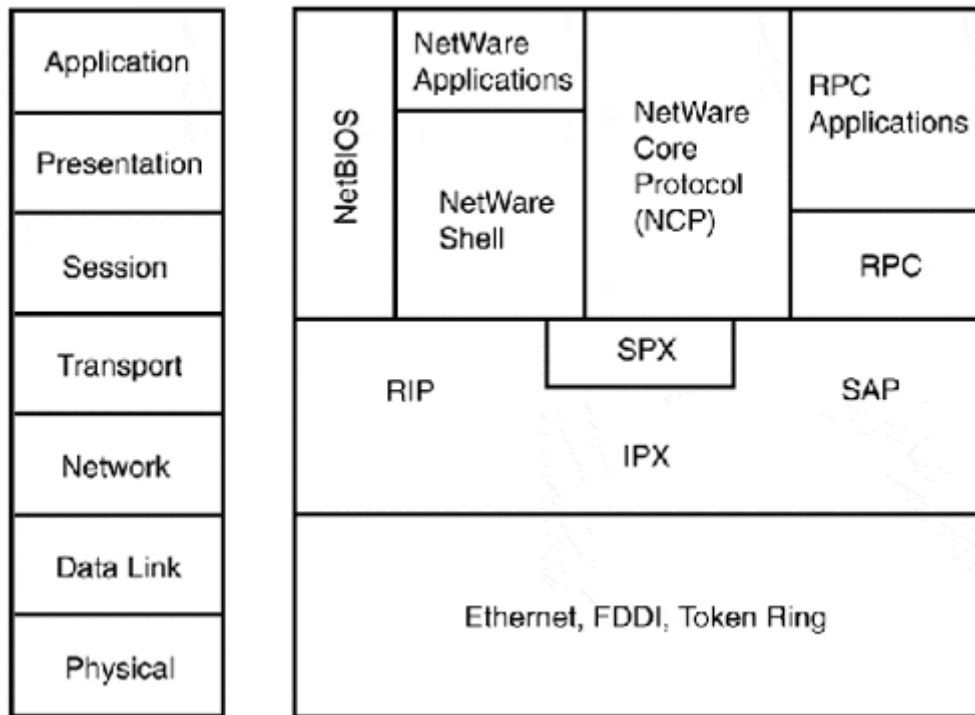 Application
Presentation
Session
Transport
Network
Data Link
Physical
NetBIOS
NetWare
Applications
NetWare
Shell
NetWare
Core
Protocol
(NCP)
RPC
Applications
RPC
SPX
RIP
SAP
IPX
Ethernet, FDDI, Token Ring